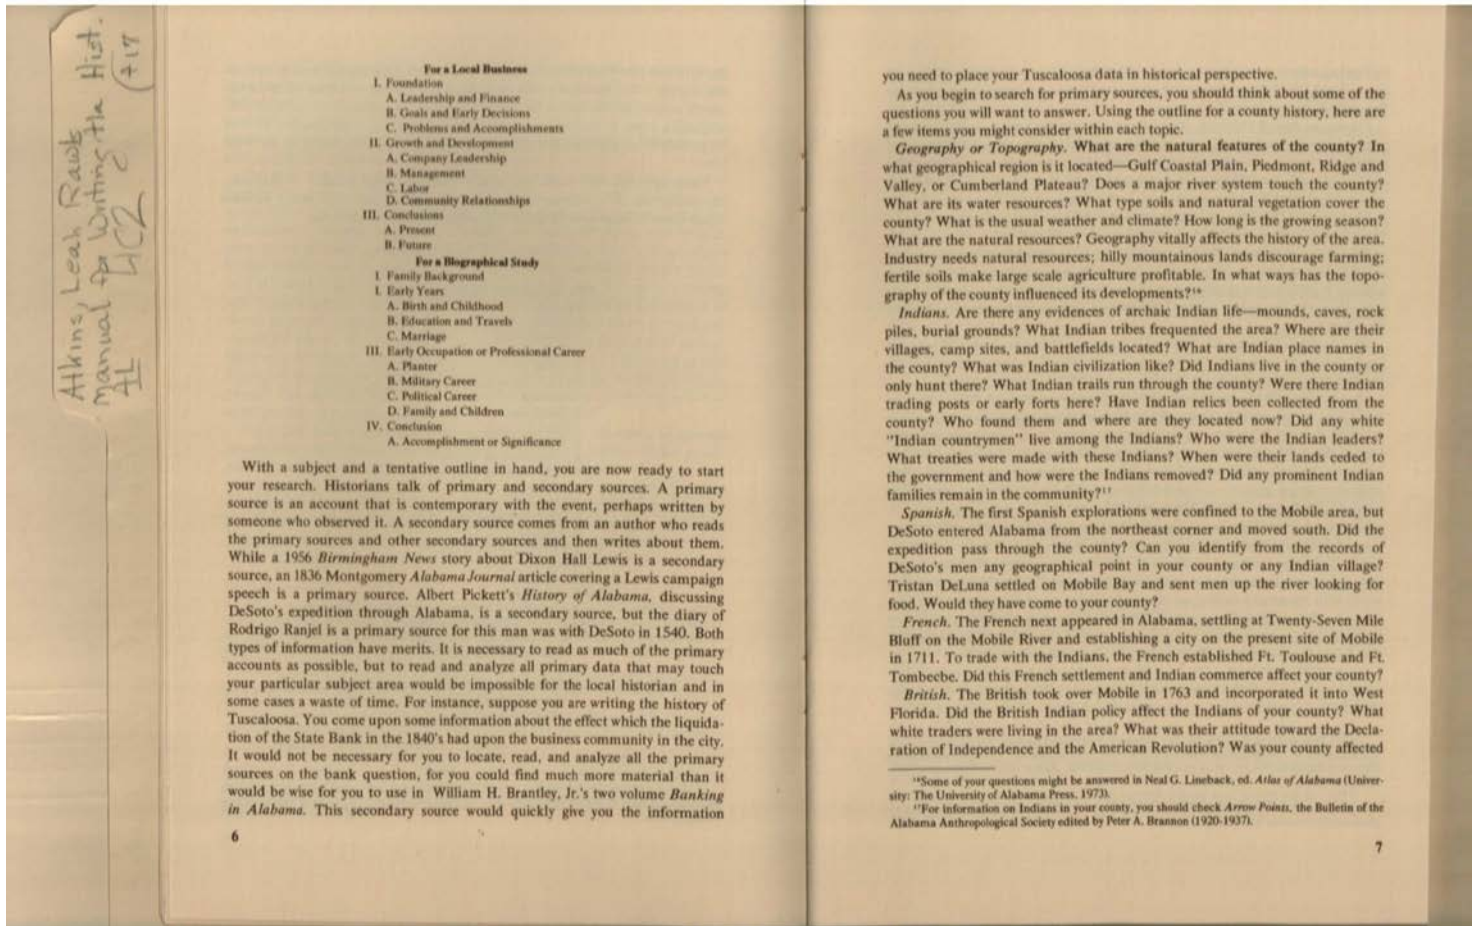 Atkins, Leah Rawls
Manual for Writing Ala Hist.
AL 4C2 (717
For a Local Business
I. Foundation
A. Leadership and Finance
B. Goals and Early Decisions
C. Problems and Accomplishments
II. Growth and Development
A. Company Leadership
B. Management
C. Labor
D. Community Relationships
III. Conclusions
A. Present
B. Future
For a Biographical Study
I. Family Background
I. Early Years
A. Birth and Childhood
B. Education and Travels
C. Marriage
III. Early Occupation or Professional Career
A. Planter
B. Military Career
C. Political Career
D. Family and Children
IV. Conclusion
A. Accomplishment or Significance
With a subject and a tentative outline in hand, you are now ready to start
your research. Historians talk of primary and secondary sources. A primary
source is an account that is contemporary with the event, perhaps written by
someone who observed it. A secondary source comes from an author who reads
the primary sources and other secondary sources and then writes about them.
While a 1956 Birmingham News story about Dixon Hall Lewis is a secondary
source, an 1836 Montgomery Alabama Journal article covering a Lewis campaign
speech is a primary source. Albert Pickett's History of Alabama, discussing
DeSoto's expedition through Alabama, is a secondary source, but the diary of
Rodrigo Ranjel is a primary source for this man was with DeSoto in 1540. Both
types of information have merits. It is necessary to read as much of the primary
accounts as possible, but to read and analyze all primary data that may touch
your particular subject area would be impossible for the local historian and in
some cases a waste of time. For instance, suppose you are writing the history of
Tuscaloosa. You come upon some information about the effect which the liquida-
tion of the State Bank in the 1840's had upon the business community in the city.
It would not be necessary for you to locate, read, and analyze all the primary
sources on the bank question, for you could find much more material than it
would be wise for you to use in William H. Brantley, Jr.'s two volume Banking
in Alabama. This secondary source would quickly give you the information
6
you need to place your Tuscaloosa data in historical perspective.
As you begin to search for primary sources, you should think about some of the
questions you will want to answer. Using the outline for a county history, here are
a few items you might consider within each topic.
Geography or Topography. What are the natural features of the county? In
what geographical region is it located—Gulf Coastal Plain, Piedmont, Ridge and
Valley, or Cumberland Plateau? Does a major river system touch the county?
What are its water resources? What type soils and natural vegetation cover the
county? What is the usual weather and climate? How long is the growing season?
What are the natural resources? Geography vitally affects the history of the area.
Industry needs natural resources; hilly mountainous lands discourage farming;
fertile soils make large scale agriculture profitable. In what ways has the topo-
graphy of the county influenced its developments?¹⁶
Indians. Are there any evidences of archaic Indian life—mounds, caves, rock
piles, burial grounds? What Indian tribes frequented the area? Where are their
villages, camp sites, and battlefields located? What are Indian place names in
the county? What was Indian civilization like? Did Indians live in the county or
only hunt there? What Indian trails run through the county? Were there Indian
trading posts or early forts here? Have Indian relics been collected from the
county? Who found them and where are they located now? Did any white
"Indian countrymen" live among the Indians? Who were the Indian leaders?
What treaties were made with these Indians? When were their lands ceded to
the government and how were the Indians removed? Did any prominent Indian
families remain in the community?¹⁷
Spanish. The first Spanish explorations were confined to the Mobile area, but
DeSoto entered Alabama from the northeast corner and moved south. Did the
expedition pass through the county? Can you identify from the records of
DeSoto's men any geographical point in your county or any Indian village?
Tristan DeLuna settled on Mobile Bay and sent men up the river looking for
food. Would they have come to your county?
French. The French next appeared in Alabama, settling at Twenty-Seven Mile
Bluff on the Mobile River and establishing a city on the present site of Mobile
in 1711. To trade with the Indians, the French established Ft. Toulouse and Ft.
Tombecbe. Did this French settlement and Indian commerce affect your county?
British. The British took over Mobile in 1763 and incorporated it into West
Florida. Did the British Indian policy affect the Indians of your county? What
white traders were living in the area? What was their attitude toward the Decla-
ration of Independence and the American Revolution? Was your county affected
¹⁶Some of your questions might be answered in Neal G. Lineback, ed. Atlas of Alabama (Univer-
sity: The University of Alabama Press, 1973).
¹⁷For information on Indians in your county, you should check Arrow Points, the Bulletin of the
Alabama Anthropological Society edited by Peter A. Brannon (1920-1937).
7